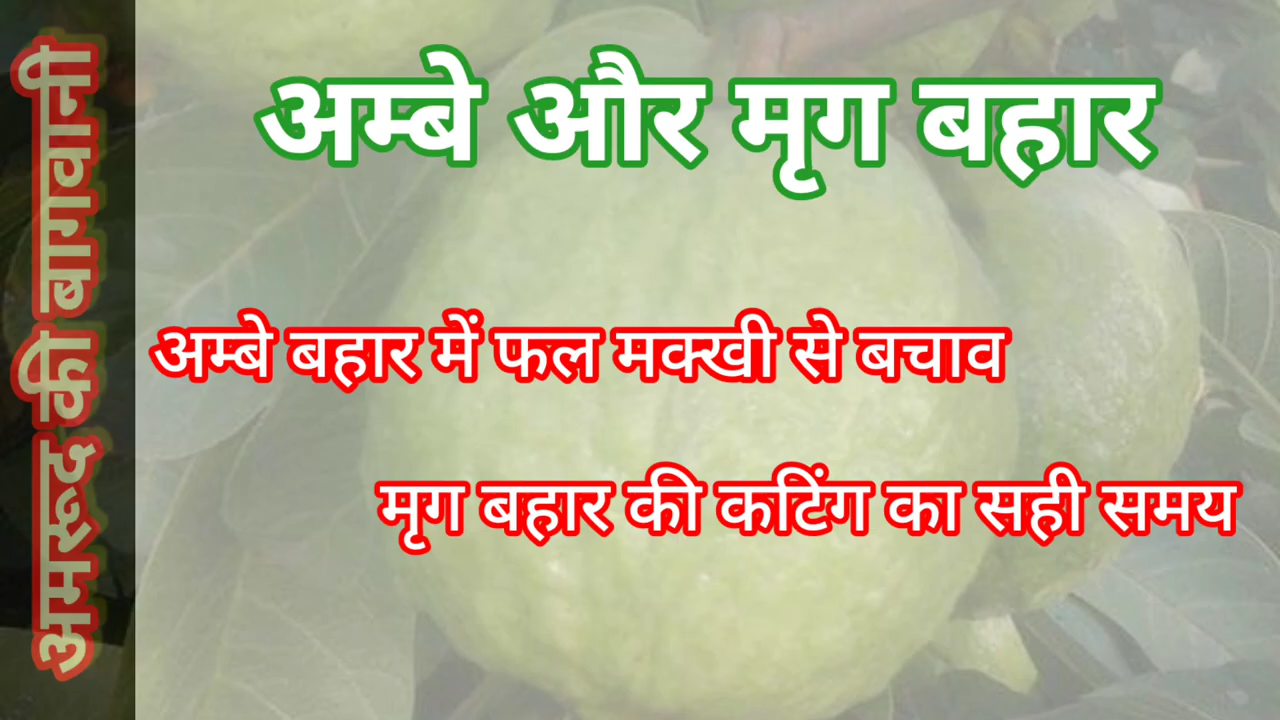 अमरूद की बागवानी
अम्बे और मृग बहार
अम्बे बहार में फल मक्खी से बचाव
मृग बहार की कटिंग का सही समय